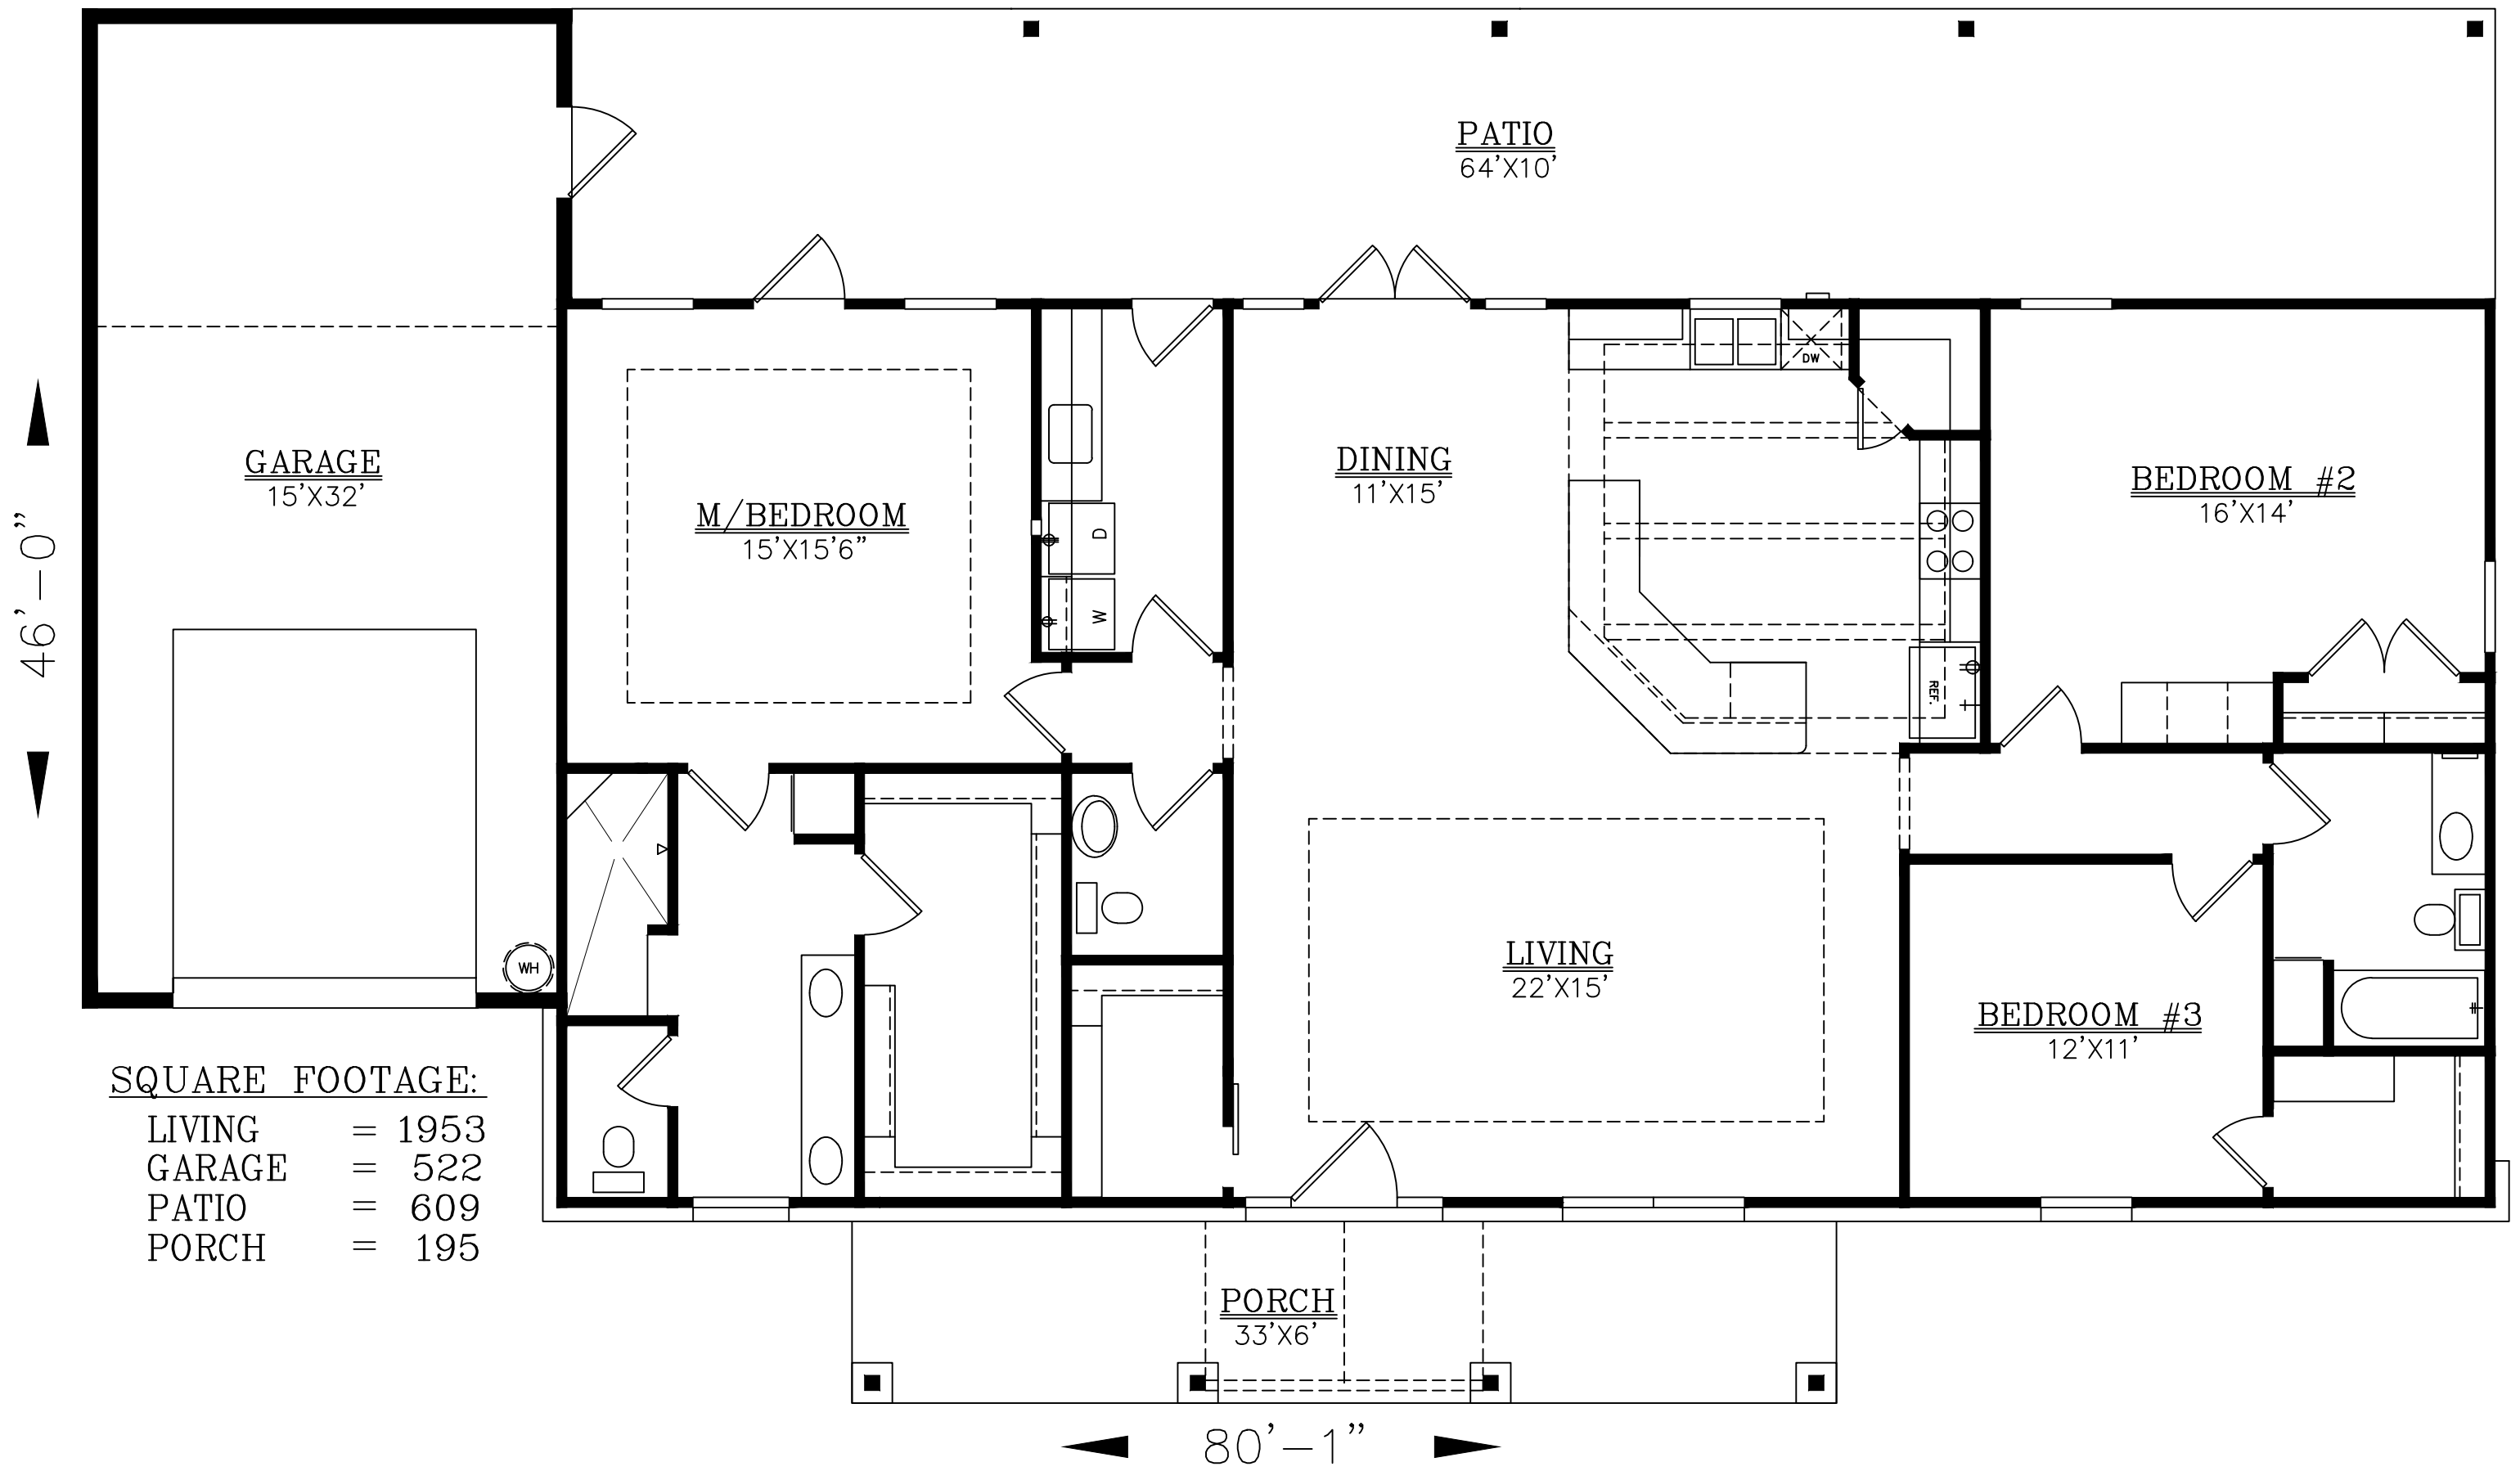 PATIO
64'X10'
GARAGE
15'X32'
M/BEDROOM
15'X15'6"
D
W
DINING
11'X15'
DW
REF.
BEDROOM #2
16'X14'
46'-0"
WH
LIVING
22'X15'
BEDROOM #3
12'X11'
SQUARE FOOTAGE:
LIVING = 1953
GARAGE = 522
PATIO = 609
PORCH = 195
PORCH
33'X6'
80'-1"